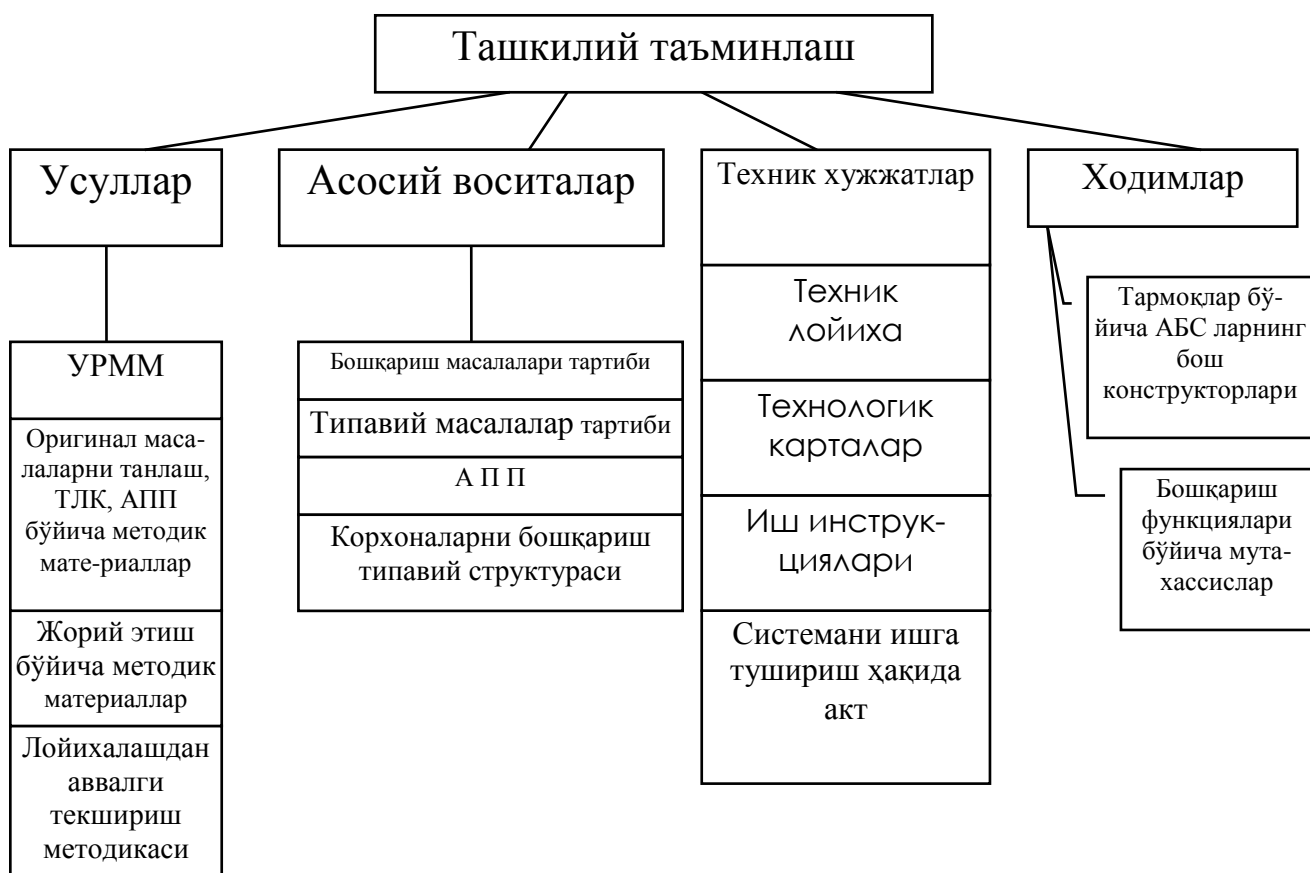 Ташкилий таъминлаш
Усуллар
Асосий воситалар
Техник хужжатлар
Ходимлар
УРММ
Оригинал маса-
лаларни танлаш,
ТЛК, АПП
бўйича методик
мате-риаллар
Жорий этиш
бўйича методик
материаллар
Лойихалашдан
аввалги
текшириш
методикаси
Бошқариш масалалари тартиби
Типавий масалалар тартиби
А П П
Корхоналарни бошқариш
типавий структураси
Техник
лойиха
Технологик
карталар
Иш инструк-
циялари
Системани ишга
тушириш ҳақида
акт
Тармоқлар бў-
йича АБС ларнинг
бош
конструкторлари
Бошқариш
функциялари
бўйича мута-
хассислар